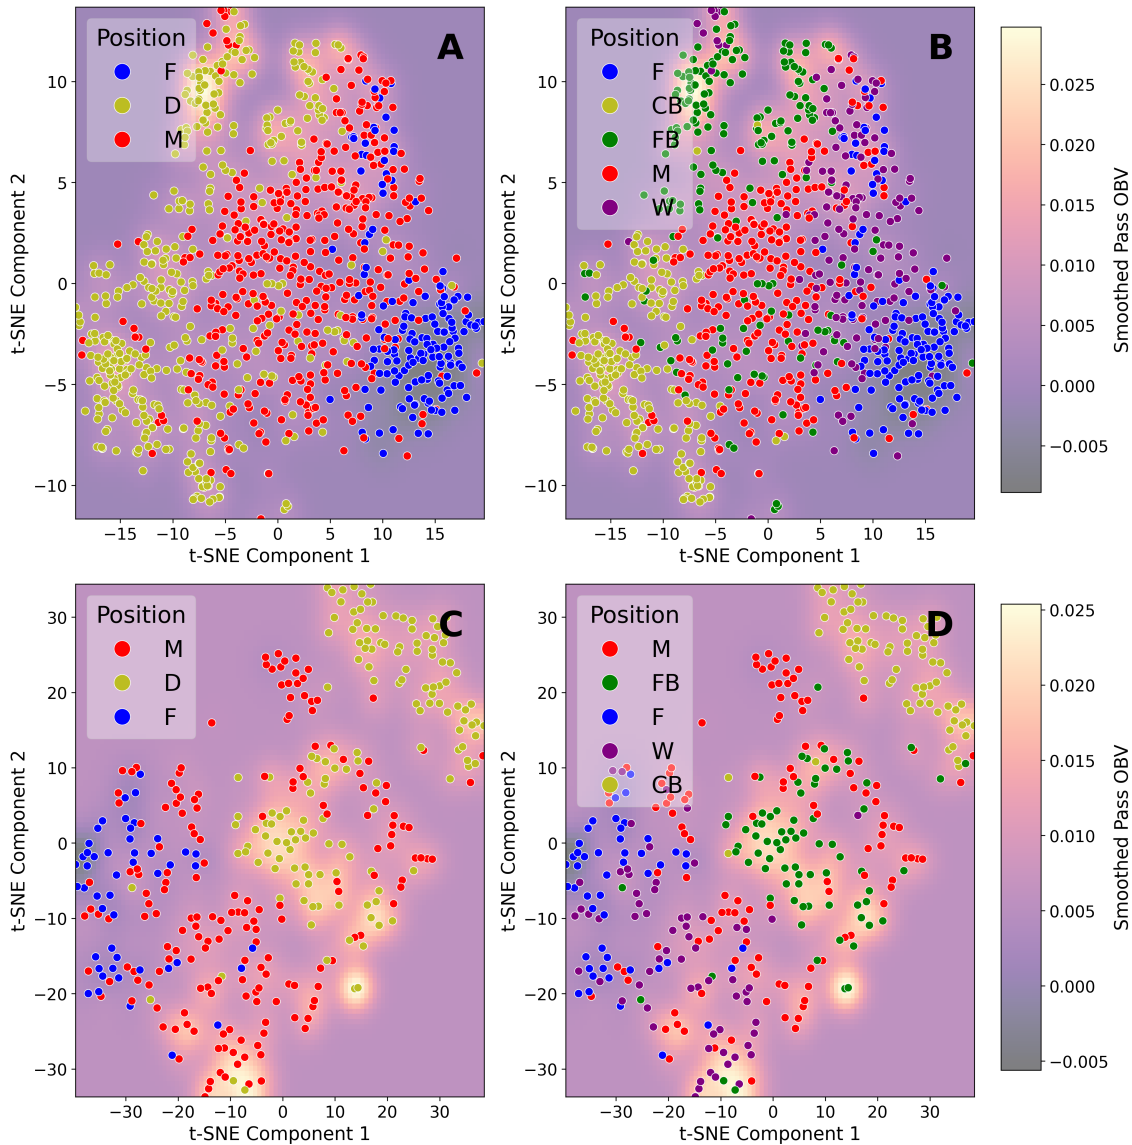 Position
F
D
M
A
10
5
0
−5
−10
t-SNE Component 2
−15
−10
−5
0
5
10
15
t-SNE Component 1
Position
F
CB
FB
M
W
B
10
5
0
−5
−10
t-SNE Component 2
−15
−10
−5
0
5
10
15
t-SNE Component 1
0.025
0.020
0.015
0.010
0.005
0.000
−0.005
Smoothed Pass OBV
Position
M
D
F
C
30
20
10
0
−10
−20
−30
t-SNE Component 2
−30
−20
−10
0
10
20
30
t-SNE Component 1
Position
M
FB
F
W
CB
D
30
20
10
0
−10
−20
−30
t-SNE Component 2
−30
−20
−10
0
10
20
30
t-SNE Component 1
0.025
0.020
0.015
0.010
0.005
0.000
−0.005
Smoothed Pass OBV